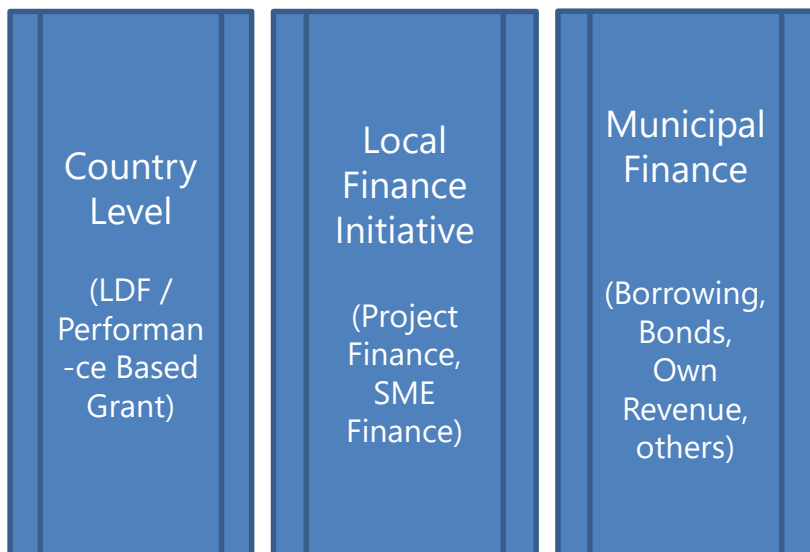 Country
Level
(LDF /
Performan
-ce Based
Grant)
Local
Finance
Initiative
(Project
Finance,
SME
Finance)
Municipal
Finance
(Borrowing,
Bonds,
Own
Revenue,
others)